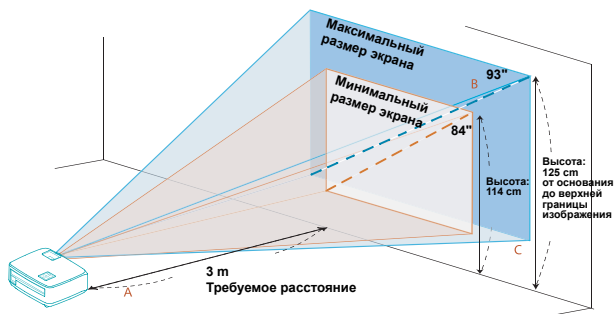 Максимальный
размер экрана
93"
B
Минимальный
размер экрана
84"
Высота:
125 cm
от основания
до верхней
границы
изображения
Высота:
114 cm
C
A
3 m
Требуемое расстояние